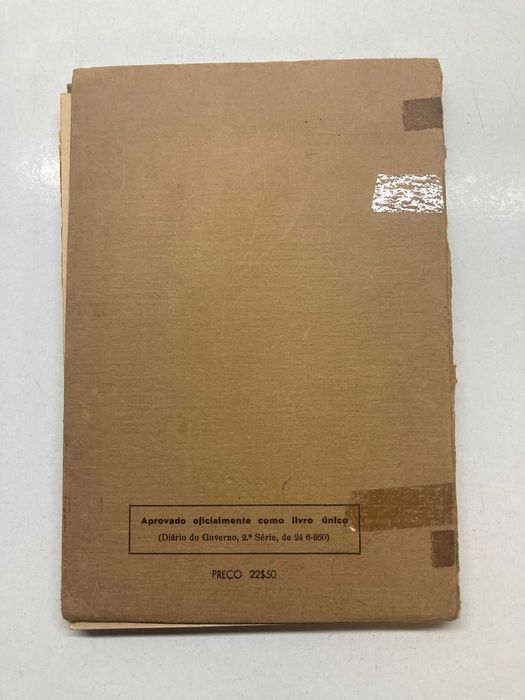 Aprovado oficialmente como livro único
(Diário do Governo, 2.ª Série, de 24 6-950)
PREÇO 22$50